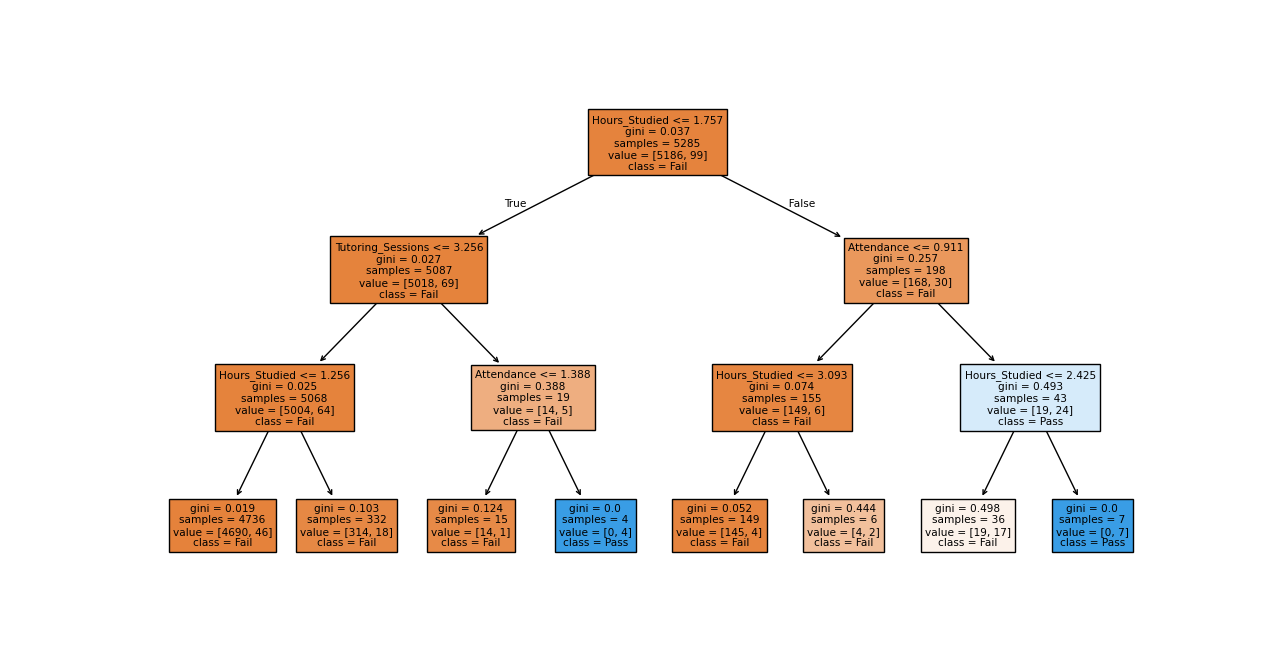 Hours_Studied <= 1.757
gini = 0.037
samples = 5285
value = [5186, 99]
class = Fail
True
False
Tutoring_Sessions <= 3.256
gini = 0.027
samples = 5087
value = [5018, 69]
class = Fail
Attendance <= 0.911
gini = 0.257
samples = 198
value = [168, 30]
class = Fail
Hours_Studied <= 1.256
gini = 0.025
samples = 5068
value = [5004, 64]
class = Fail
Attendance <= 1.388
gini = 0.388
samples = 19
value = [14, 5]
class = Fail
Hours_Studied <= 3.093
gini = 0.074
samples = 155
value = [149, 6]
class = Fail
Hours_Studied <= 2.425
gini = 0.493
samples = 43
value = [19, 24]
class = Pass
gini = 0.019
samples = 4736
value = [4690, 46]
class = Fail
gini = 0.103
samples = 332
value = [314, 18]
class = Fail
gini = 0.124
samples = 15
value = [14, 1]
class = Fail
gini = 0.0
samples = 4
value = [0, 4]
class = Pass
gini = 0.052
samples = 149
value = [145, 4]
class = Fail
gini = 0.444
samples = 6
value = [4, 2]
class = Fail
gini = 0.498
samples = 36
value = [19, 17]
class = Fail
gini = 0.0
samples = 7
value = [0, 7]
class = Pass